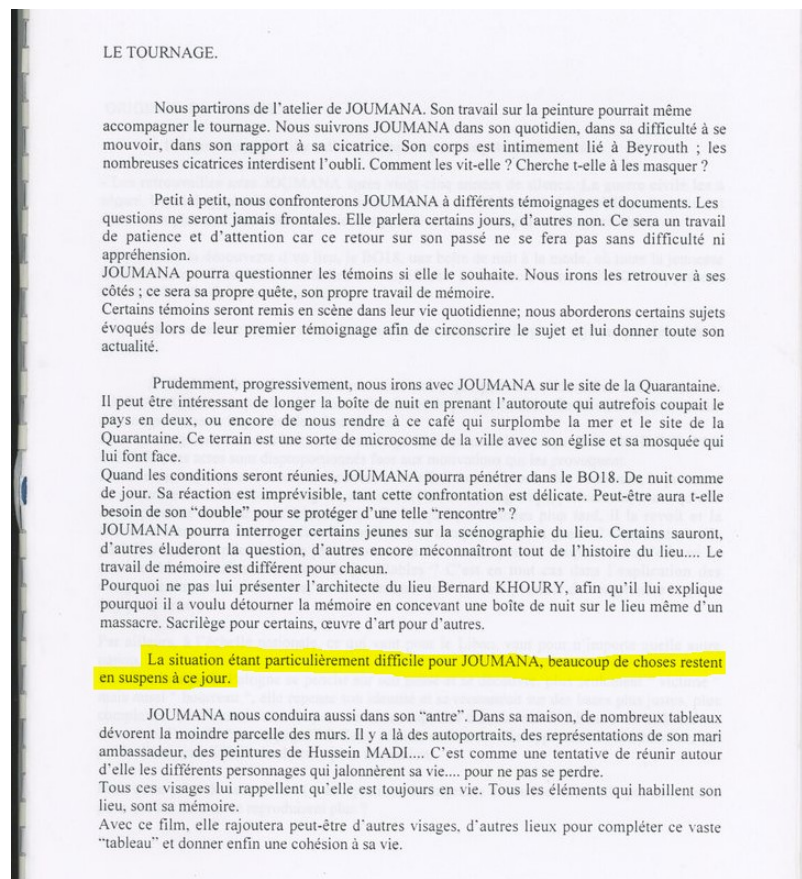 LE TOURNAGE.
Nous partirons de l'atelier de JOUMANA. Son travail sur la peinture pourrait même
accompagner le tournage. Nous suivrons JOUMANA dans son quotidien, dans sa difficulté à se
mouvoir, dans son rapport à sa cicatrice. Son corps est intimement lié à Beyrouth ; les
nombreuses cicatrices interdisent l'oubli. Comment les vit-elle ? Cherche t-elle à les masquer ?
Petit à petit, nous confronterons JOUMANA à différents témoignages et documents. Les
questions ne seront jamais frontales. Elle parlera certains jours, d'autres non. Ce sera un travail
de patience et d'attention car ce retour sur son passé ne se fera pas sans difficulté ni
appréhension.
JOUMANA pourra questionner les témoins si elle le souhaite. Nous irons les retrouver à ses
côtés ; ce sera sa propre quête, son propre travail de mémoire.
Certains témoins seront remis en scène dans leur vie quotidienne; nous aborderons certains sujets
évoqués lors de leur premier témoignage afin de circonscrire le sujet et lui donner toute son
actualité.
Prudemment, progressivement, nous irons avec JOUMANA sur le site de la Quarantaine.
Il peut être intéressant de longer la boîte de nuit en prenant l'autoroute qui autrefois coupait le
pays en deux, ou encore de nous rendre à ce café qui surplombe la mer et le site de la
Quarantaine. Ce terrain est une sorte de microcosme de la ville avec son église et sa mosquée qui
lui font face.
Quand les conditions seront réunies, JOUMANA pourra pénétrer dans le BO18. De nuit comme
de jour. Sa réaction est imprévisible, tant cette confrontation est délicate. Peut-être aura t-elle
besoin de son “double” pour se protéger d'une telle “rencontre” ?
JOUMANA pourra interroger certains jeunes sur la scénographie du lieu. Certains sauront,
d'autres éluderont la question, d'autres encore méconnaîtront tout de l'histoire du lieu.... Le
travail de mémoire est différent pour chacun.
Pourquoi ne pas lui présenter l'architecte du lieu Bernard KHOURY, afin qu'il lui explique
pourquoi il a voulu détourner la mémoire en concevant une boîte de nuit sur le lieu même d'un
massacre. Sacrilège pour certains, œuvre d'art pour d'autres.
La situation étant particulièrement difficile pour JOUMANA, beaucoup de choses restent
en suspens à ce jour.
JOUMANA nous conduira aussi dans son “antre”. Dans sa maison, de nombreux tableaux
dévorent la moindre parcelle des murs. Il y a là des autoportraits, des représentations de son mari
ambassadeur, des peintures de Hussein MADI.... C'est comme une tentative de réunir autour
d'elle les différents personnages qui jalonnèrent sa vie.... pour ne pas se perdre.
Tous ces visages lui rappellent qu'elle est toujours en vie. Tous les éléments qui habillent son
lieu, sont sa mémoire.
Avec ce film, elle rajoutera peut-être d'autres visages, d'autres lieux pour compléter ce vaste
“tableau” et donner enfin une cohésion à sa vie.